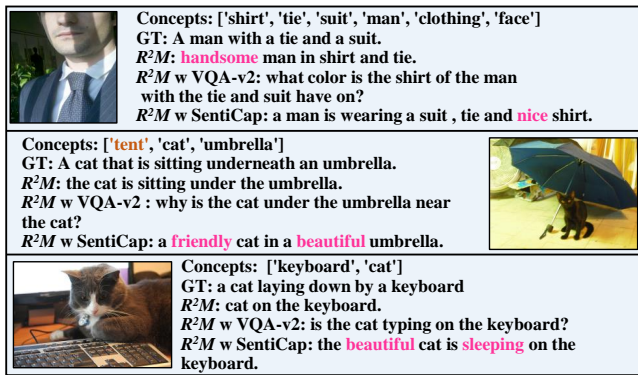 Concepts: ['shirt', 'tie', 'suit', 'man', 'clothing', 'face']
GT: A man with a tie and a suit.
R²M: handsome man in shirt and tie.
R²M w VQA-v2: what color is the shirt of the man
with the tie and suit have on?
R²M w SentiCap: a man is wearing a suit , tie and nice shirt.
Concepts: ['tent', 'cat', 'umbrella']
GT: A cat that is sitting underneath an umbrella.
R²M: the cat is sitting under the umbrella.
R²M w VQA-v2 : why is the cat under the umbrella near
the cat?
R²M w SentiCap: a friendly cat in a beautiful umbrella.
Concepts:  ['keyboard', 'cat']
GT: a cat laying down by a keyboard
R²M: cat on the keyboard.
R²M w VQA-v2: is the cat typing on the keyboard?
R²M w SentiCap: the beautiful cat is sleeping on the
keyboard.